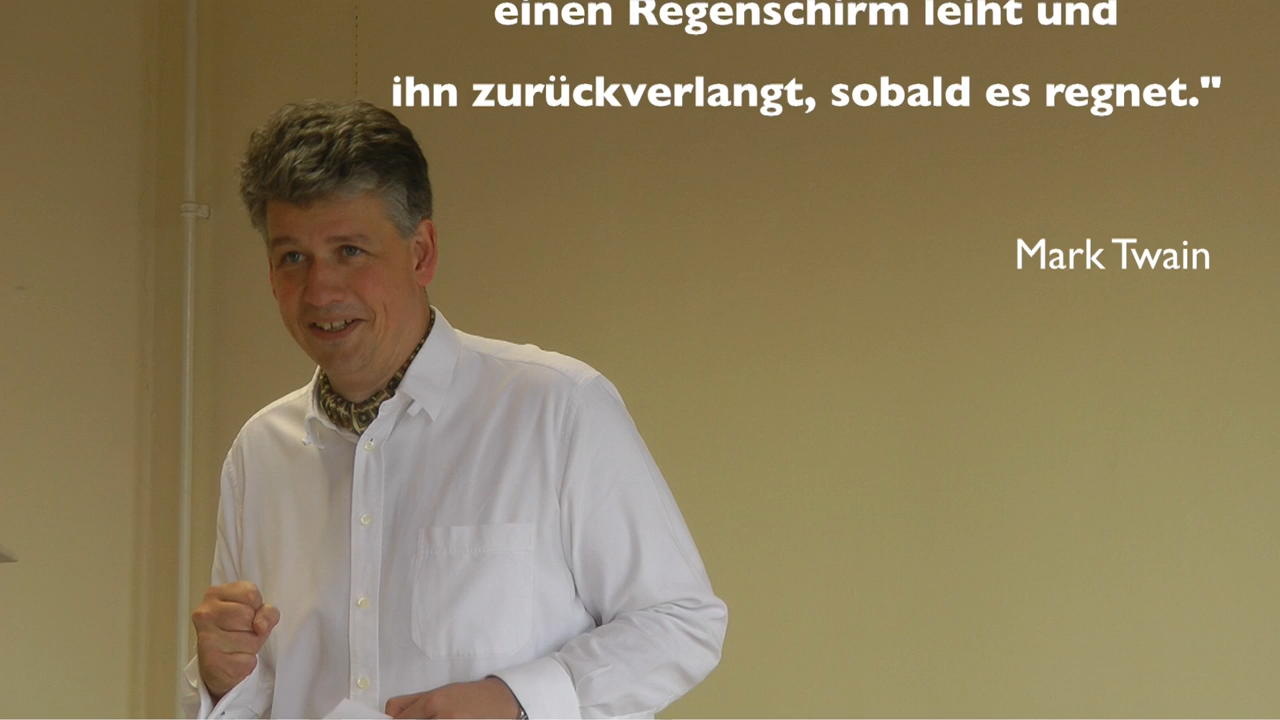 einen Regenschirm leiht und
ihn zurückverlangt, sobald es regnet."
Mark Twain